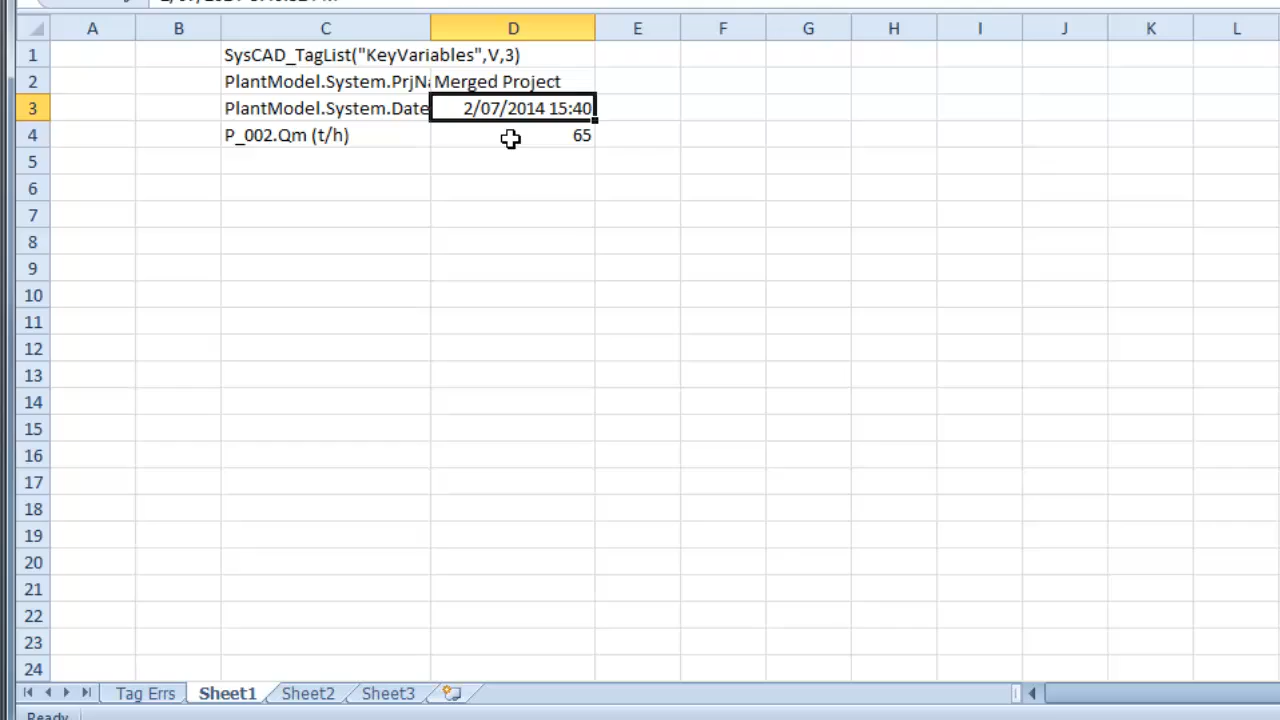 A B C D E F G H I J K L
1 SysCAD_TagList("KeyVariables",V,3)
2 PlantModel.System.PrjNa Merged Project
3 PlantModel.System.Date 2/07/2014 15:40
4 P_002.Qm (t/h) 65
5
6
7
8
9
10
11
12
13
14
15
16
17
18
19
20
21
22
23
24
Tag Errs Sheet1 Sheet2 Sheet3
Ready